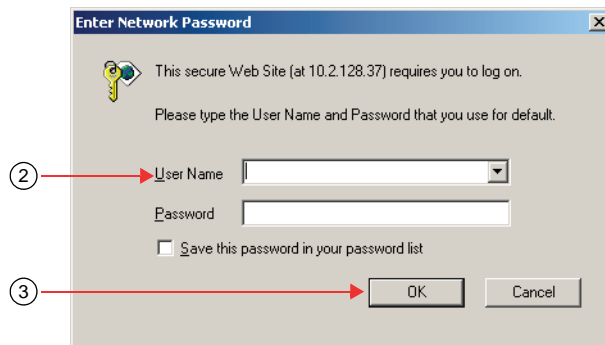 Enter Network Password
This secure Web Site (at 10.2.128.37) requires you to log on.
Please type the User Name and Password that you use for default.
2
User Name
Password
Save this password in your password list
3
OK
Cancel